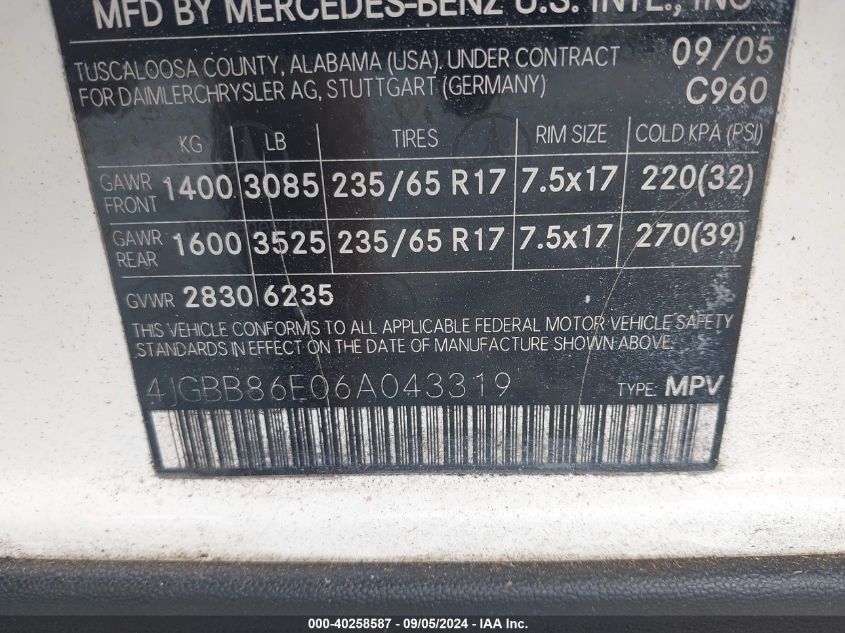 MFD BY MERCEDES-BENZ U.S. INTL., INC
TUSCALOOSA COUNTY, ALABAMA (USA). UNDER CONTRACT 09/05
FOR DAIMLERCHRYSLER AG, STUTTGART (GERMANY) C960
KG LB TIRES RIM SIZE COLD KPA (PSI)
GAWR FRONT 1400 3085 235/65 R17 7.5x17 220(32)
GAWR REAR 1600 3525 235/65 R17 7.5x17 270(39)
GVWR 2830 6235
THIS VEHICLE CONFORMS TO ALL APPLICABLE FEDERAL MOTOR VEHICLE SAFETY
STANDARDS IN EFFECT ON THE DATE OF MANUFACTURE SHOWN ABOVE.
4JGBB86E06A043319 TYPE: MPV
000-40258587 - 09/05/2024 - IAA Inc.